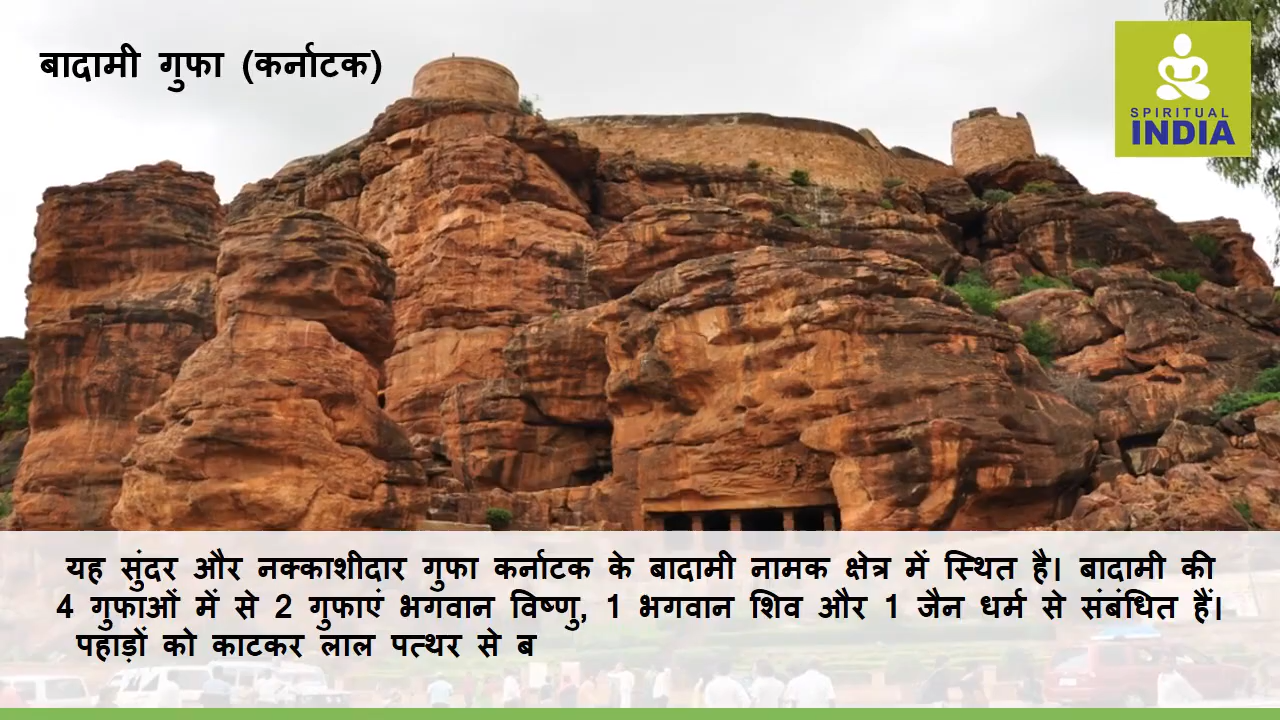 बादामी गुफा (कर्नाटक)
SPIRITUAL
INDIA
यह सुंदर और नक्काशीदार गुफा कर्नाटक के बादामी नामक क्षेत्र में स्थित है। बादामी की
4 गुफाओं में से 2 गुफाएं भगवान विष्णु, 1 भगवान शिव और 1 जैन धर्म से संबंधित हैं।
पहाड़ों को काटकर लाल पत्थर से ब